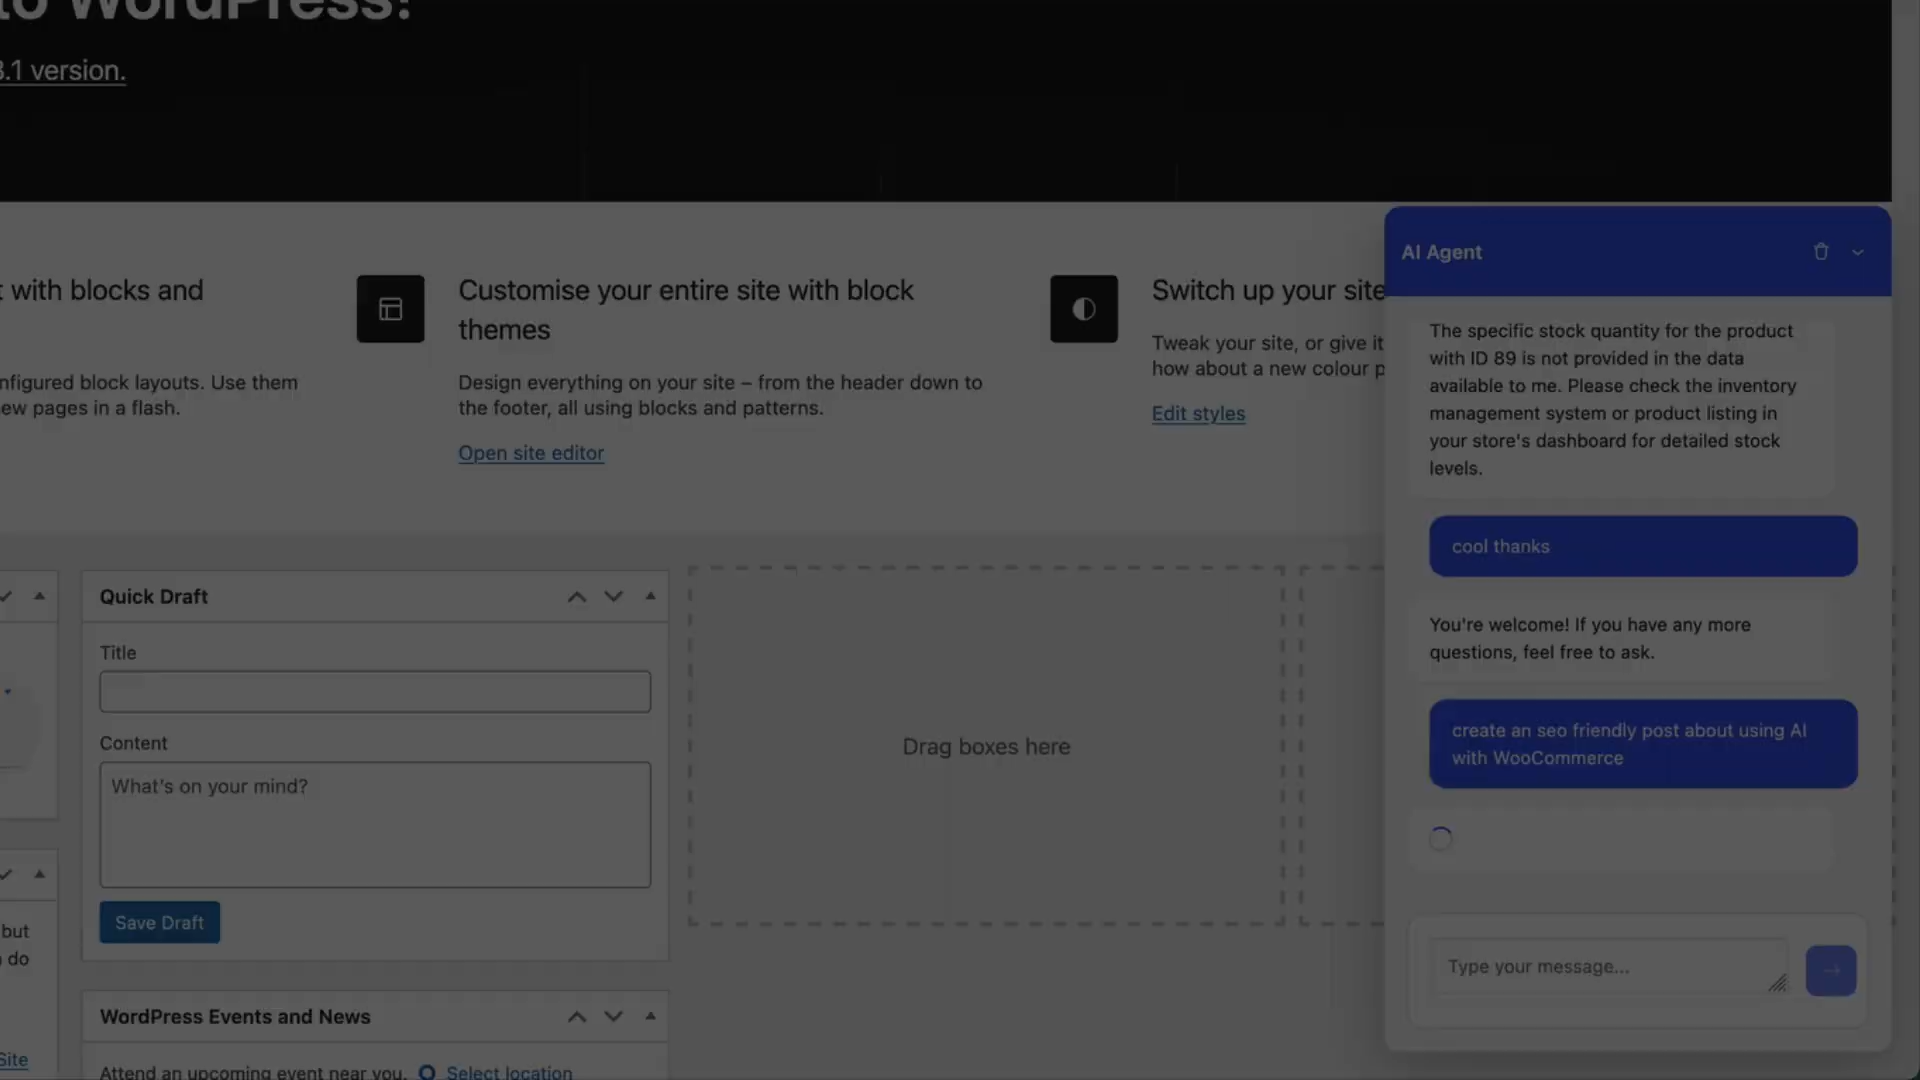 to WordPress!
3.1 version.
t with blocks and
nfigured block layouts. Use them
ew pages in a flash.
Customise your entire site with block
themes
Design everything on your site – from the header down to
the footer, all using blocks and patterns.
Open site editor
Switch up your site
Tweak your site, or give it
how about a new colour p
Edit styles
but
do
Site
Quick Draft
Title
Content
What's on your mind?
Save Draft
WordPress Events and News
Attend an upcoming event near you.
Select location
Drag boxes here
AI Agent
The specific stock quantity for the product
with ID 89 is not provided in the data
available to me. Please check the inventory
management system or product listing in
your store's dashboard for detailed stock
levels.
cool thanks
You're welcome! If you have any more
questions, feel free to ask.
create an seo friendly post about using AI
with WooCommerce
Type your message...